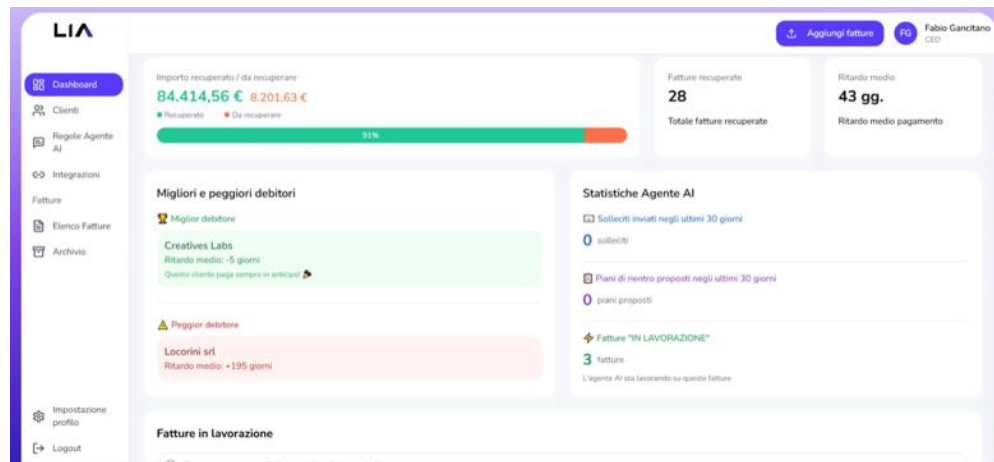 LIA
Aggiungi fatture
FG
Fabio Gancitano
CEO
Dashboard
Clienti
Regole Agente
AI
Integrazioni
Fatture
Elenco Fatture
Archivio
Impostazione
profilo
Logout
Importo recuperato / da recuperare
84.414,56 € 8.201,63 €
Recuperato Da recuperare
91%
Fatture recuperate
28
Totale fatture recuperate
Ritardo medio
43 gg.
Ritardo medio pagamento
Migliori e peggiori debitori
Miglior debitore
Creatives Labs
Ritardo medio: -5 giorni
Questo cliente paga sempre in anticipo!
Peggior debitore
Locorini srl
Ritardo medio: +195 giorni
Statistiche Agente AI
Solleciti inviati negli ultimi 30 giorni
0 solleciti
Piani di rientro proposti negli ultimi 30 giorni
0 piani proposti
Fatture "IN LAVORAZIONE"
3 fatture
L'agente AI sta lavorando su queste fatture
Fatture in lavorazione